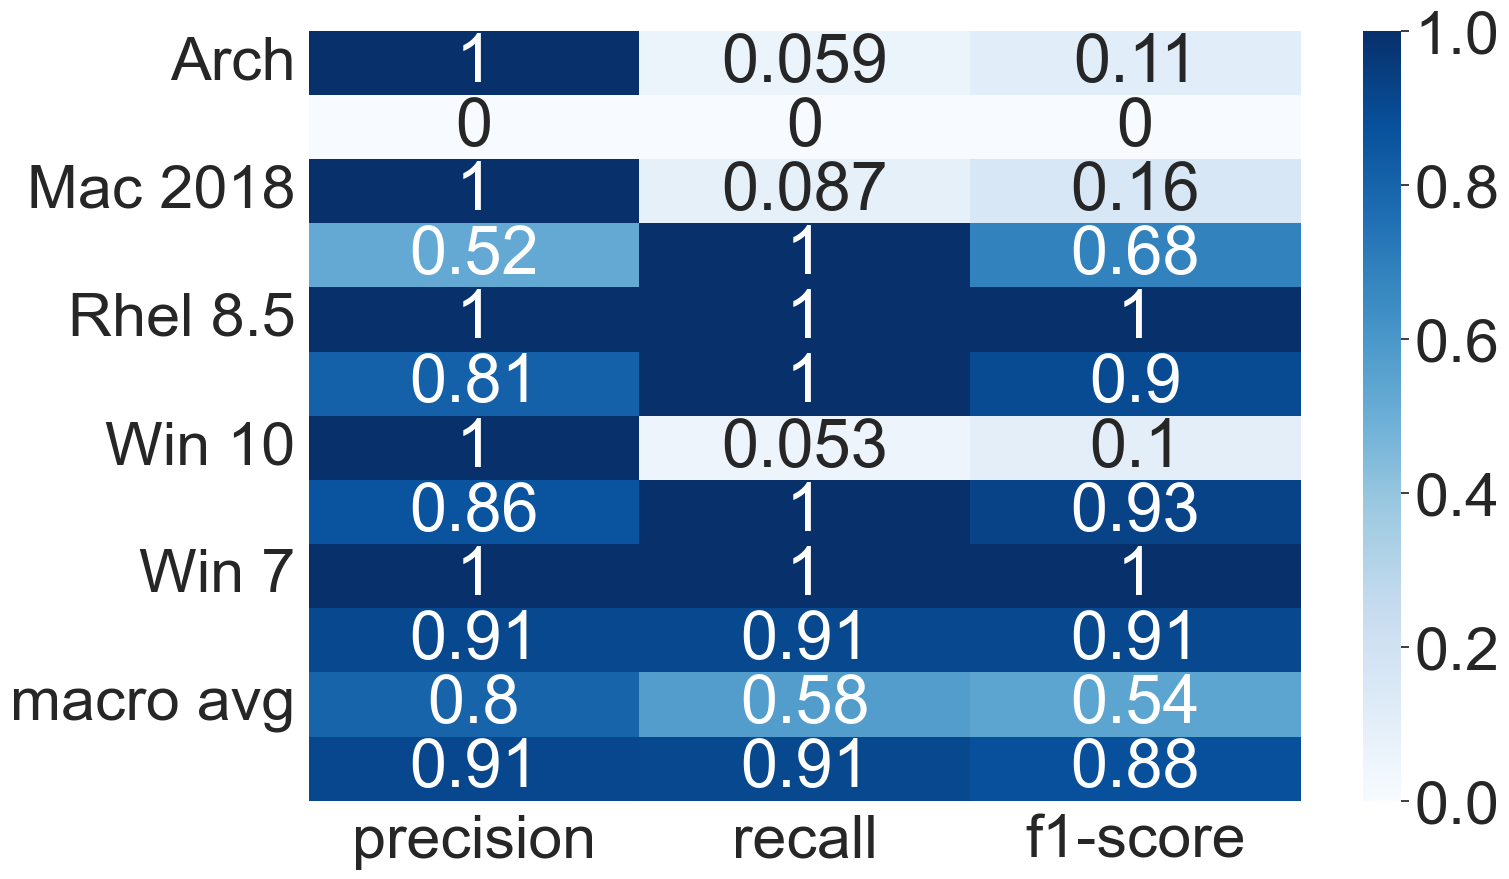 Arch 1 0.059 0.11
0 0 0
Mac 2018 1 0.087 0.16
0.52 1 0.68
Rhel 8.5 1 1 1
0.81 1 0.9
Win 10 1 0.053 0.1
0.86 1 0.93
Win 7 1 1 1
0.91 0.91 0.91
macro avg 0.8 0.58 0.54
0.91 0.91 0.88
precision recall f1-score
1.0
0.8
0.6
0.4
0.2
0.0